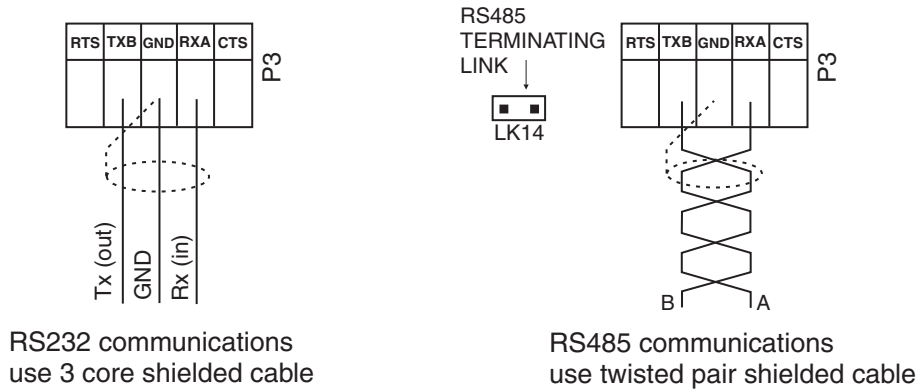 RTS TXB GND RXA CTS
P3
Tx (out)
GND
Rx (in)
RS232 communications
use 3 core shielded cable
RS485
TERMINATING
LINK
LK14
RTS TXB GND RXA CTS
P3
B A
RS485 communications
use twisted pair shielded cable